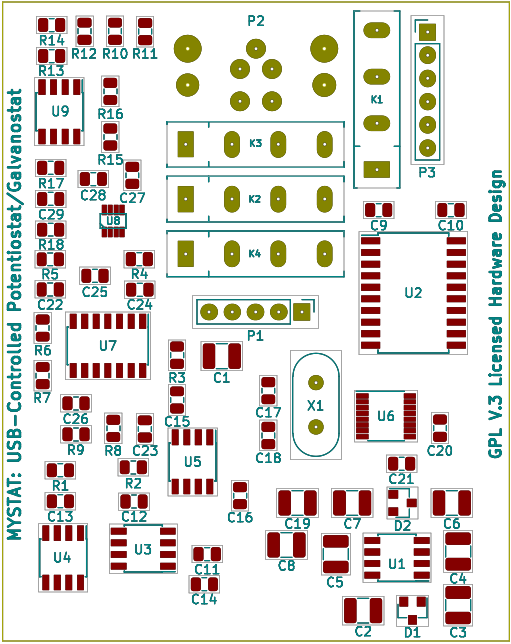 MYSTAT: USB-Controlled Potentiostat/Galvanostat
GPL V.3 Licensed Hardware Design
R14
R12
R10
R11
P2
K1
R13
U9
R16
R15
K3
P3
R17
C28
C27
C29
K2
C9
C10
U8
R18
R5
R4
K4
C25
U2
C22
C24
P1
R6
U7
R3
C1
R7
X1
C26
C15
C17
U6
R9
R8
C23
C18
C20
U5
R1
R2
C21
C13
C12
C16
C19
C7
D2
C6
U4
U3
C11
C8
C5
U1
C4
C14
C2
D1
C3